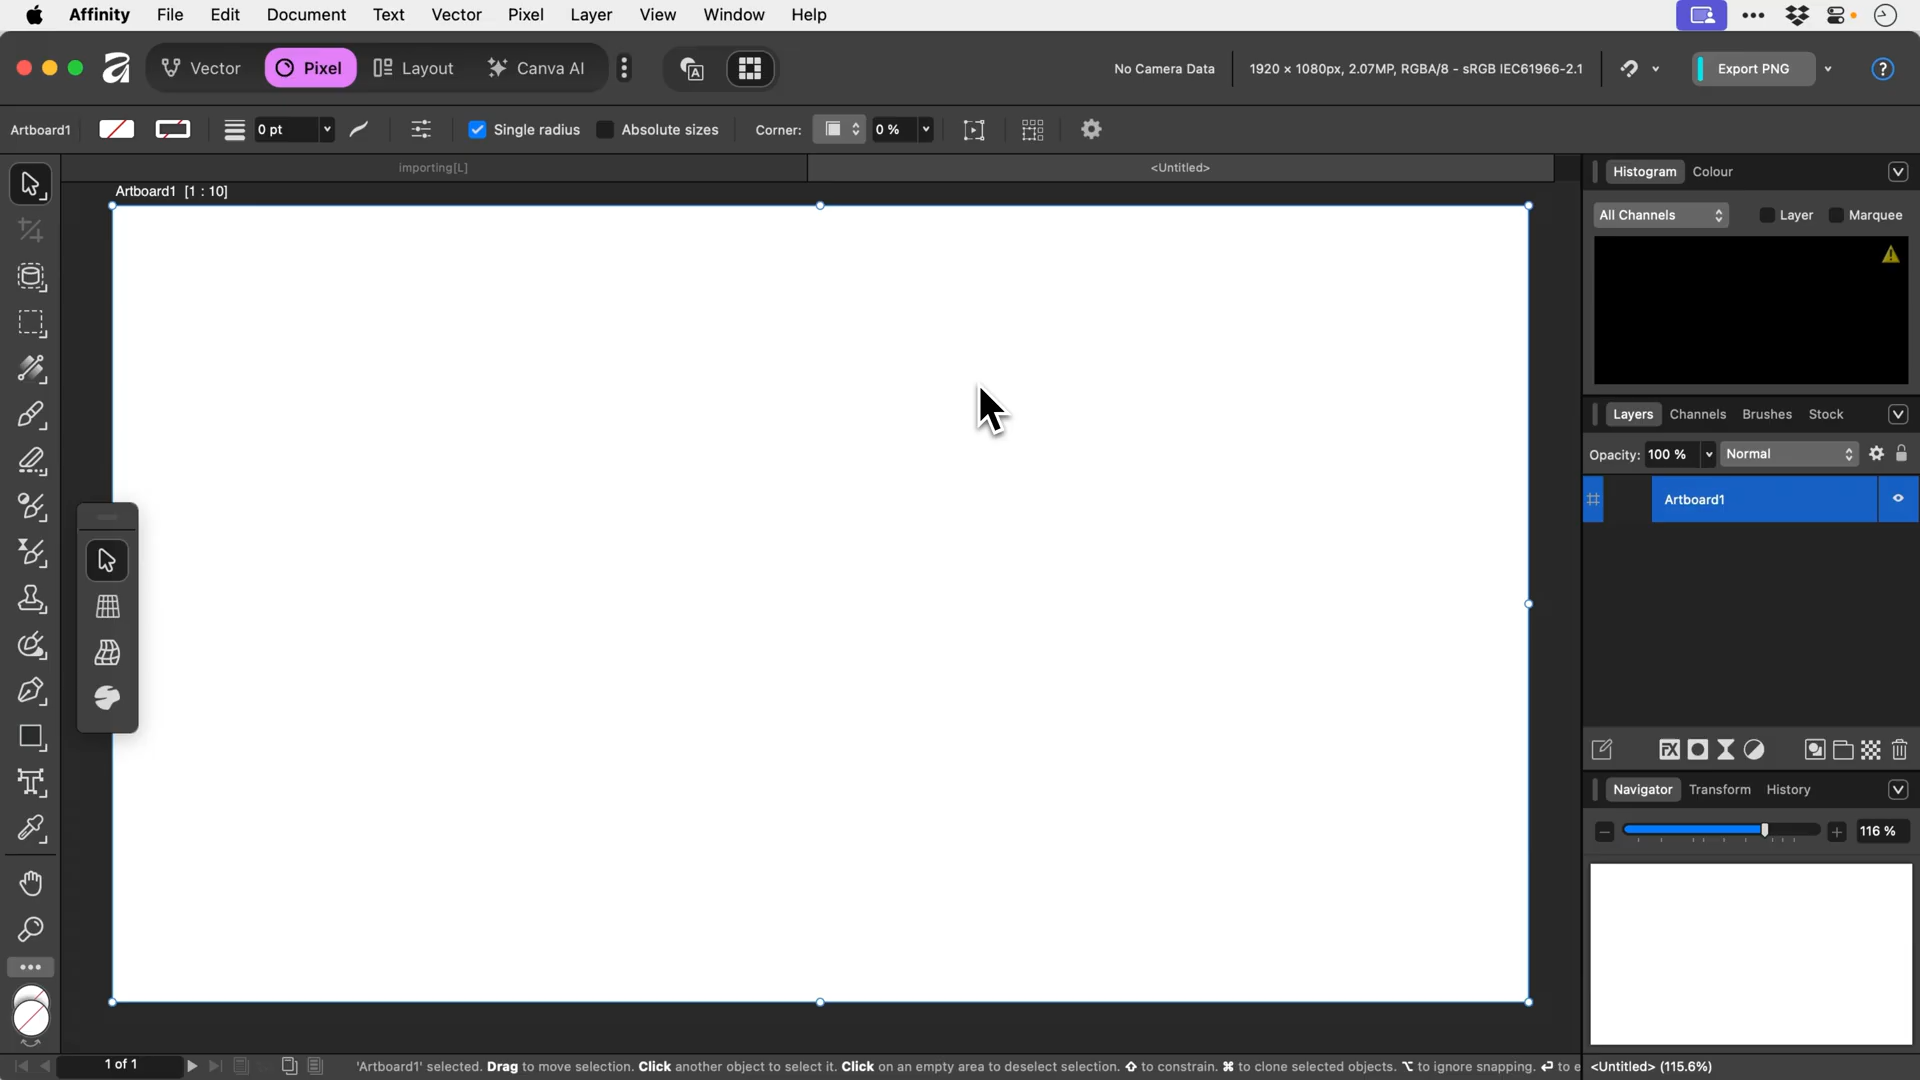 Affinity File Edit Document Text Vector Pixel Layer View Window Help
Vector Pixel Layout Canva AI
No Camera Data 1920 × 1080px, 2.07MP, RGBA/8 - sRGB IEC61966-2.1 Export PNG ?
Artboard1 0 pt Single radius Absolute sizes Corner: 0 %
importing[L] <Untitled>
Artboard1 [1 : 10]
Histogram Colour
All Channels Layer Marquee
Layers Channels Brushes Stock
Opacity: 100 % Normal
Artboard1
FX
Navigator Transform History
116 %
1 of 1 'Artboard1' selected. Drag to move selection. Click another object to select it. Click on an empty area to deselect selection. ⇧ to constrain. ⌘ to clone selected objects. ⌥ to ignore snapping. ↩ to e <Untitled> (115.6%)